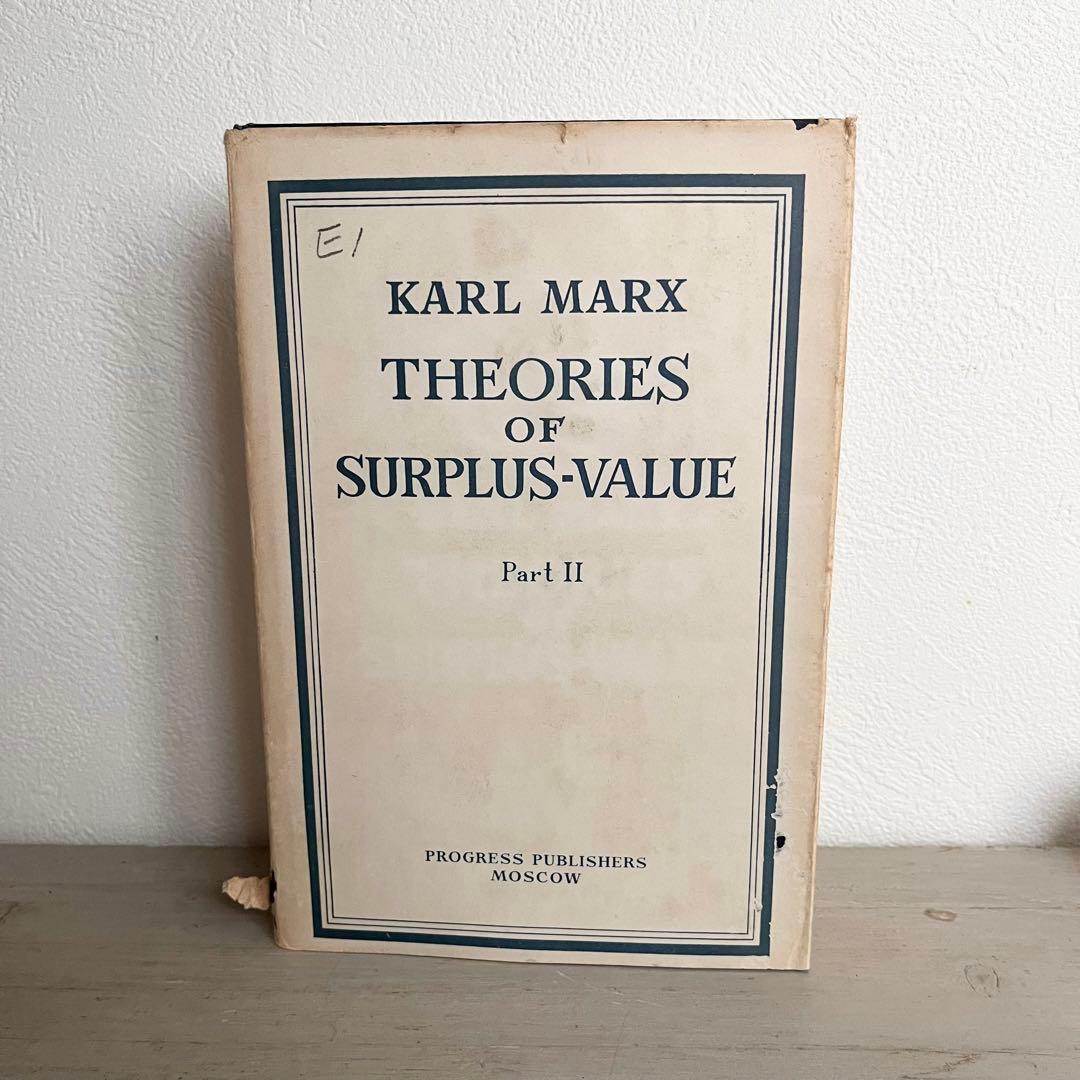 E1
KARL MARX
THEORIES
OF
SURPLUS-VALUE
Part II
PROGRESS PUBLISHERS
MOSCOW